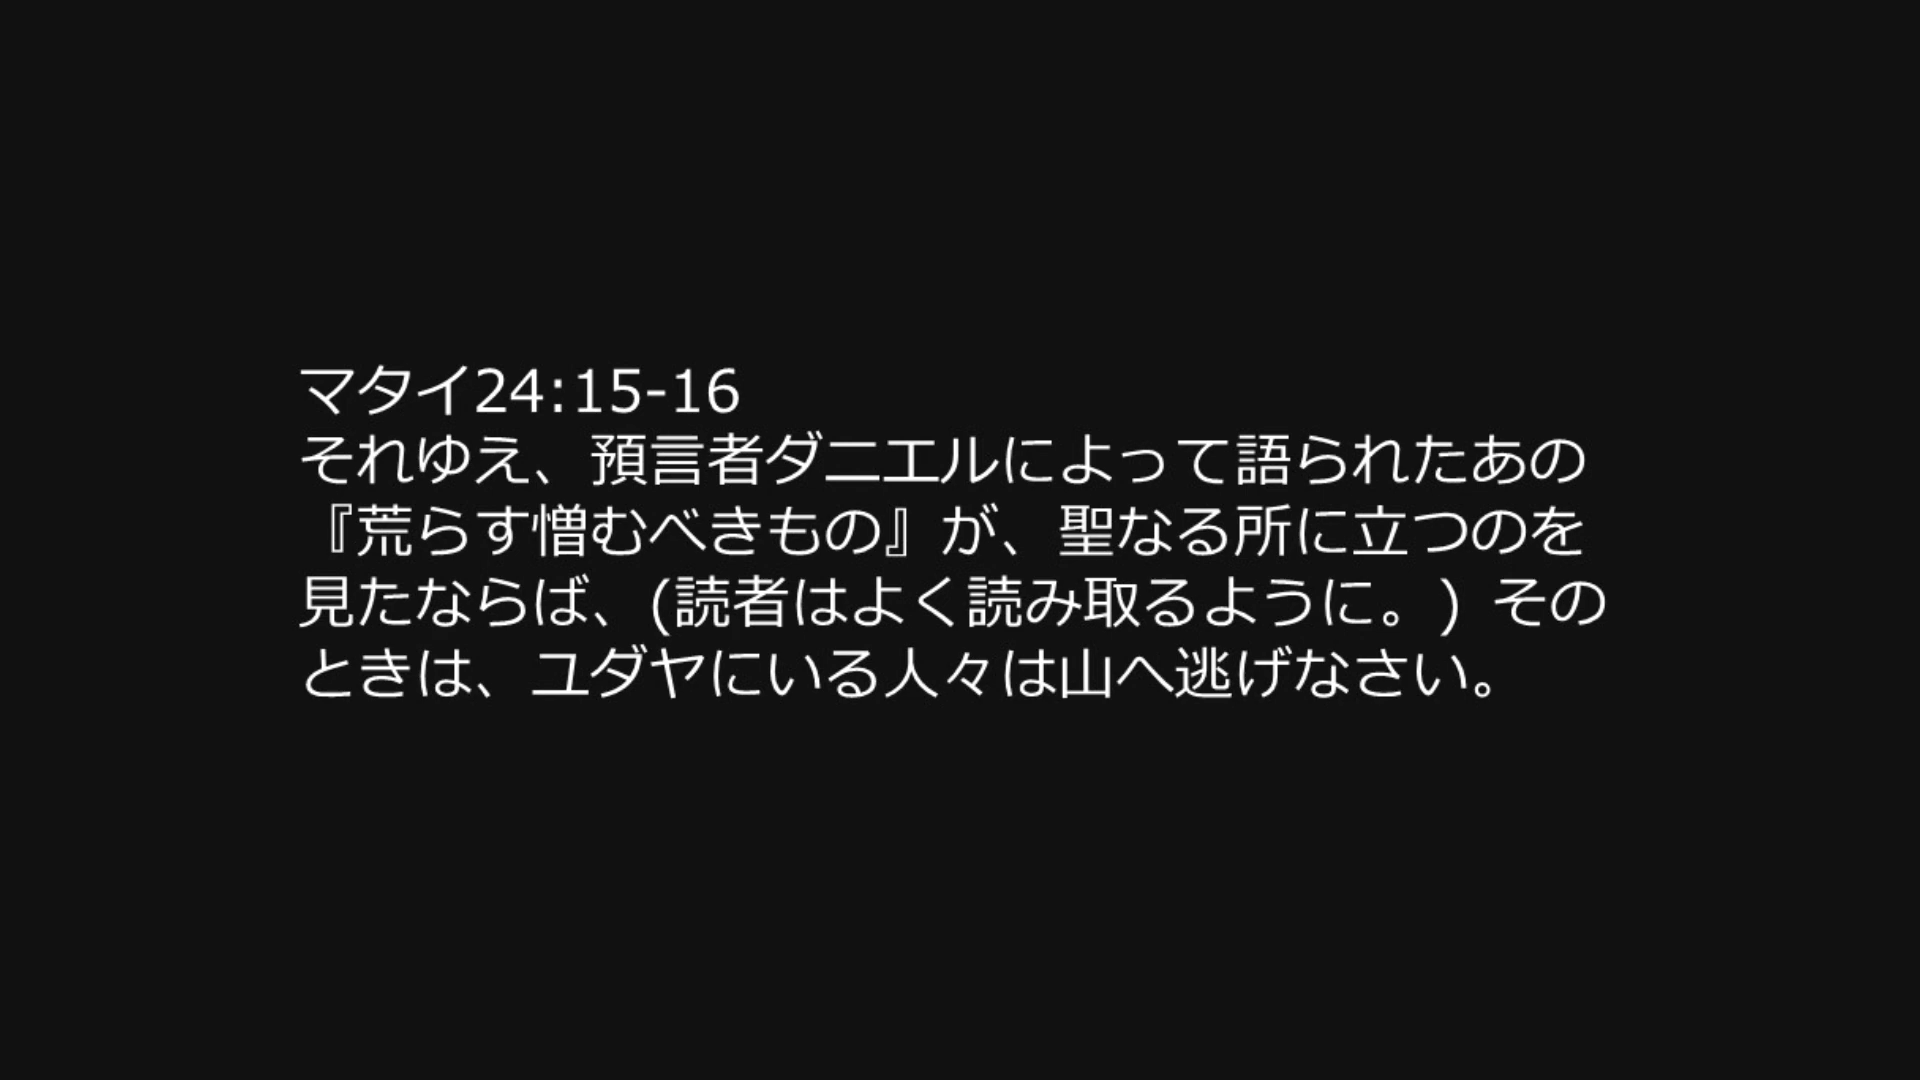 マタイ24:15-16
それゆえ、預言者ダニエルによって語られたあの
『荒らす憎むべきもの』が、聖なる所に立つのを
見たならば、(読者はよく読み取るように。) その
ときは、ユダヤにいる人々は山へ逃げなさい。